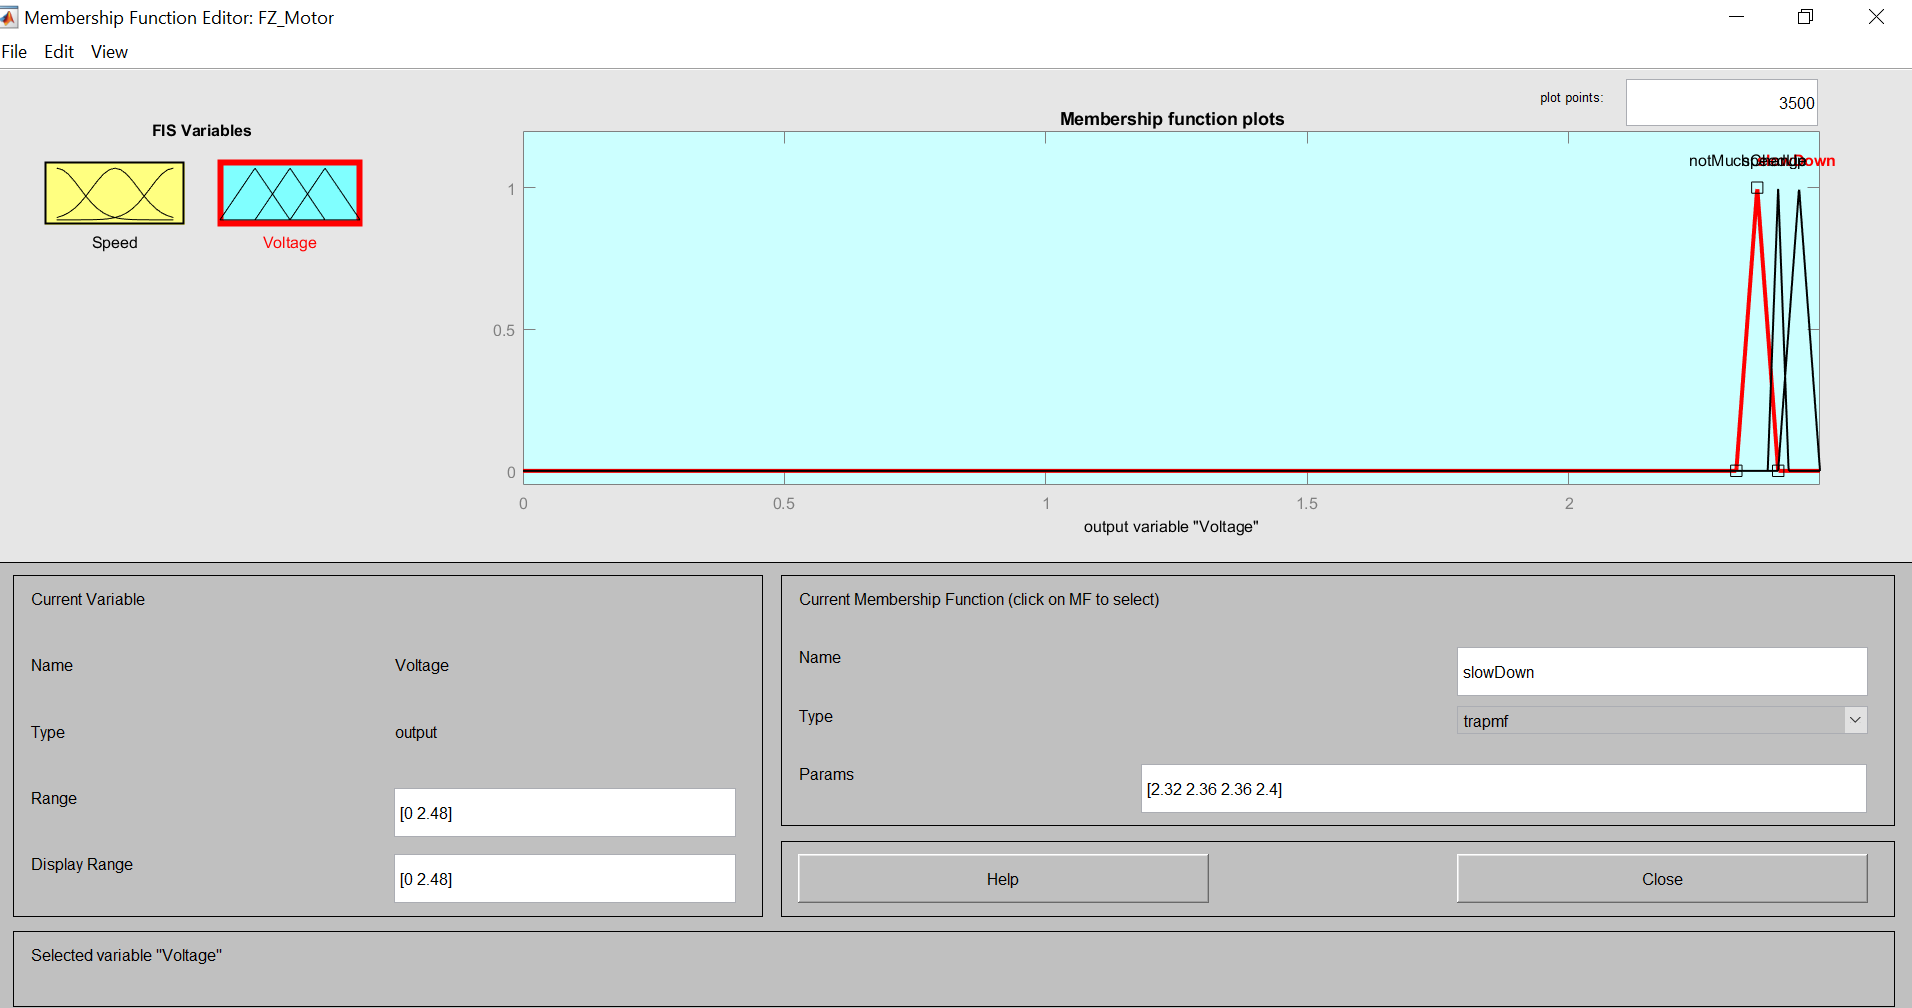 Membership Function Editor: FZ_Motor
File Edit View
plot points: 3500
FIS Variables
Membership function plots
Speed
Voltage
notMuch
Down
1
0.5
0
0 0.5 1 1.5 2
output variable "Voltage"
Current Variable
Name Voltage
Type output
Range [0 2.48]
Display Range [0 2.48]
Current Membership Function (click on MF to select)
Name slowDown
Type trapmf
Params [2.32 2.36 2.36 2.4]
Help Close
Selected variable "Voltage"